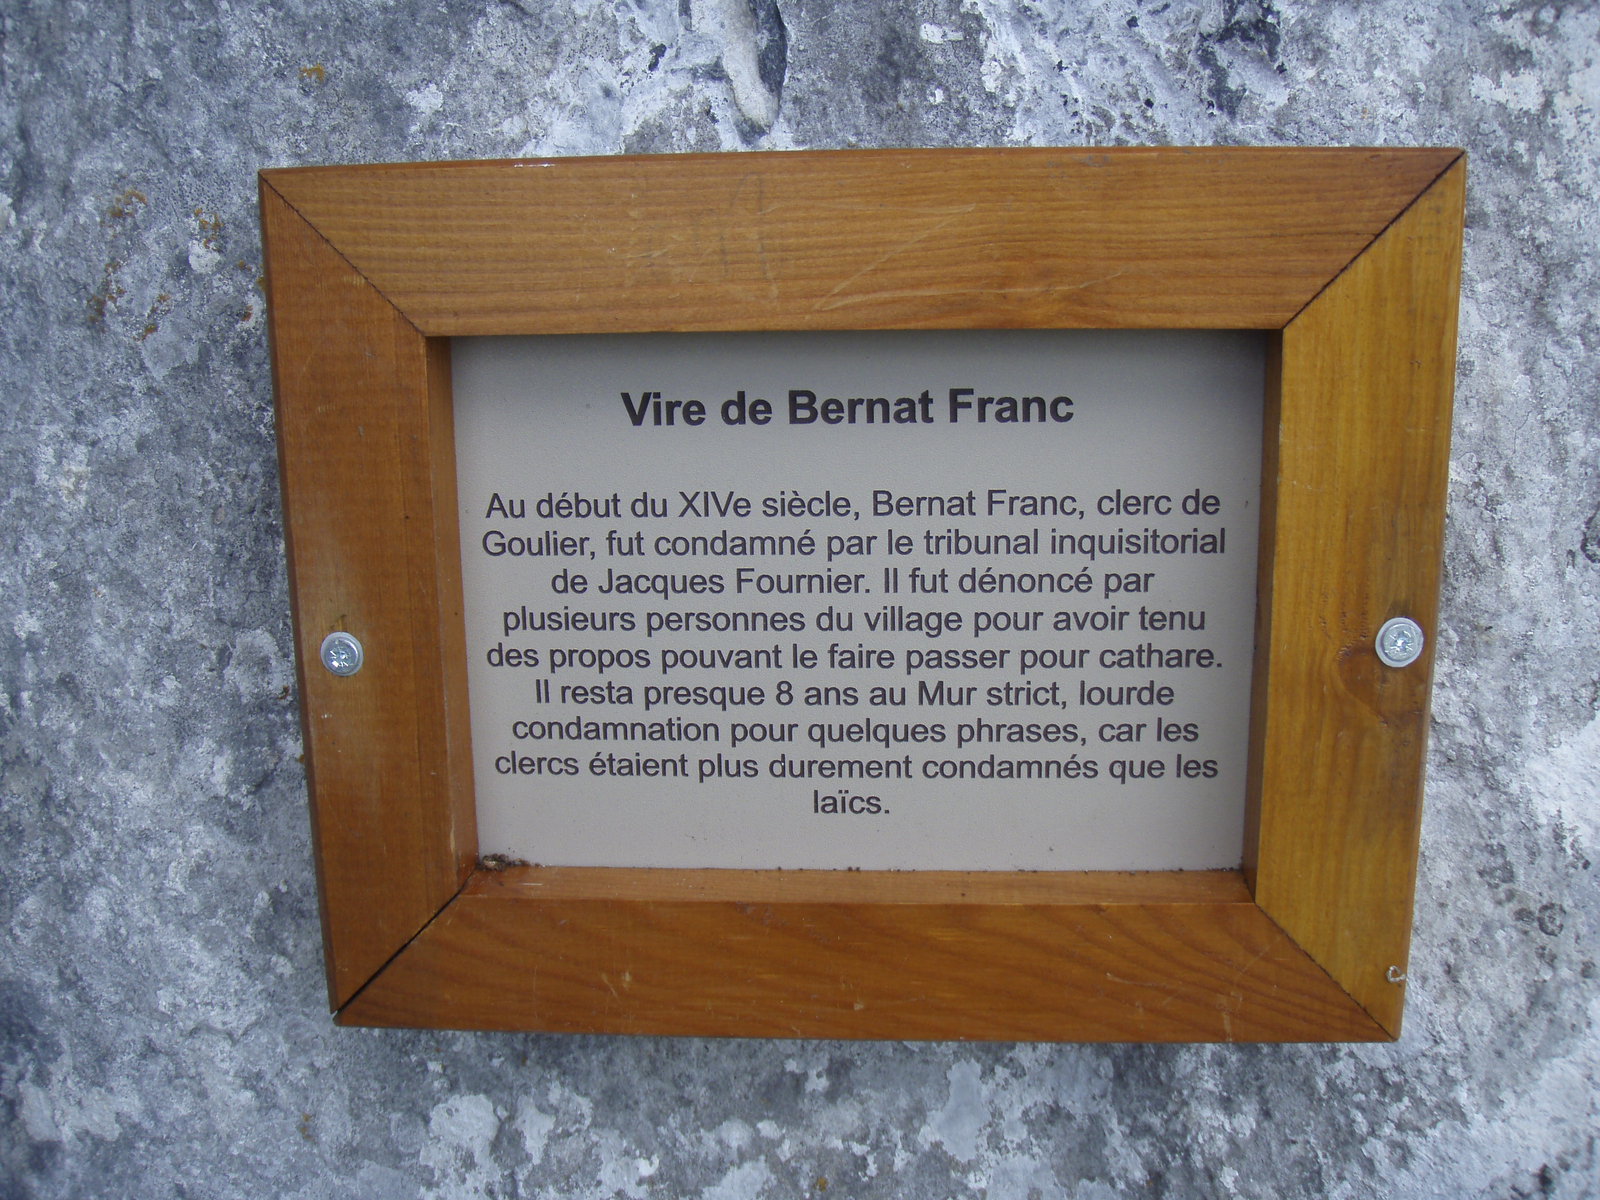 Vire de Bernat Franc
Au début du XIVe siècle, Bernat Franc, clerc de
Goulier, fut condamné par le tribunal inquisitorial
de Jacques Fournier. Il fut dénoncé par
plusieurs personnes du village pour avoir tenu
des propos pouvant le faire passer pour cathare.
Il resta presque 8 ans au Mur strict, lourde
condamnation pour quelques phrases, car les
clercs étaient plus durement condamnés que les
laïcs.